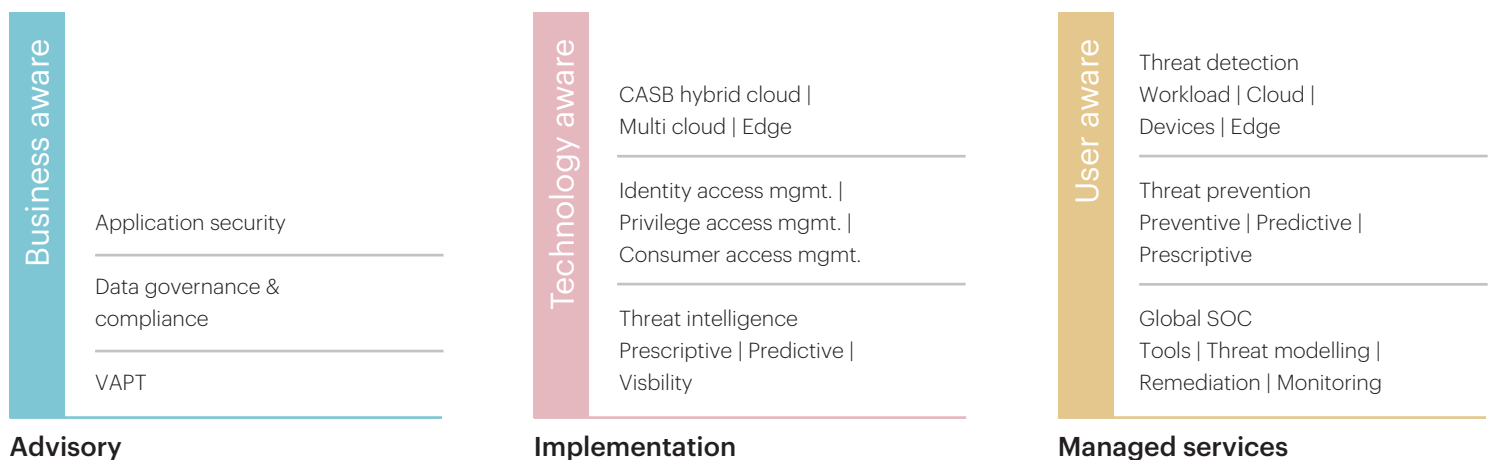 Business aware
Application security
Data governance &
compliance
VAPT
Advisory
Technology aware
CASB hybrid cloud |
Multi cloud | Edge
Identity access mgmt. |
Privilege access mgmt. |
Consumer access mgmt.
Threat intelligence
Prescriptive | Predictive |
Visbility
Implementation
User aware
Threat detection
Workload | Cloud |
Devices | Edge
Threat prevention
Preventive | Predictive |
Prescriptive
Global SOC
Tools | Threat modelling |
Remediation | Monitoring
Managed services